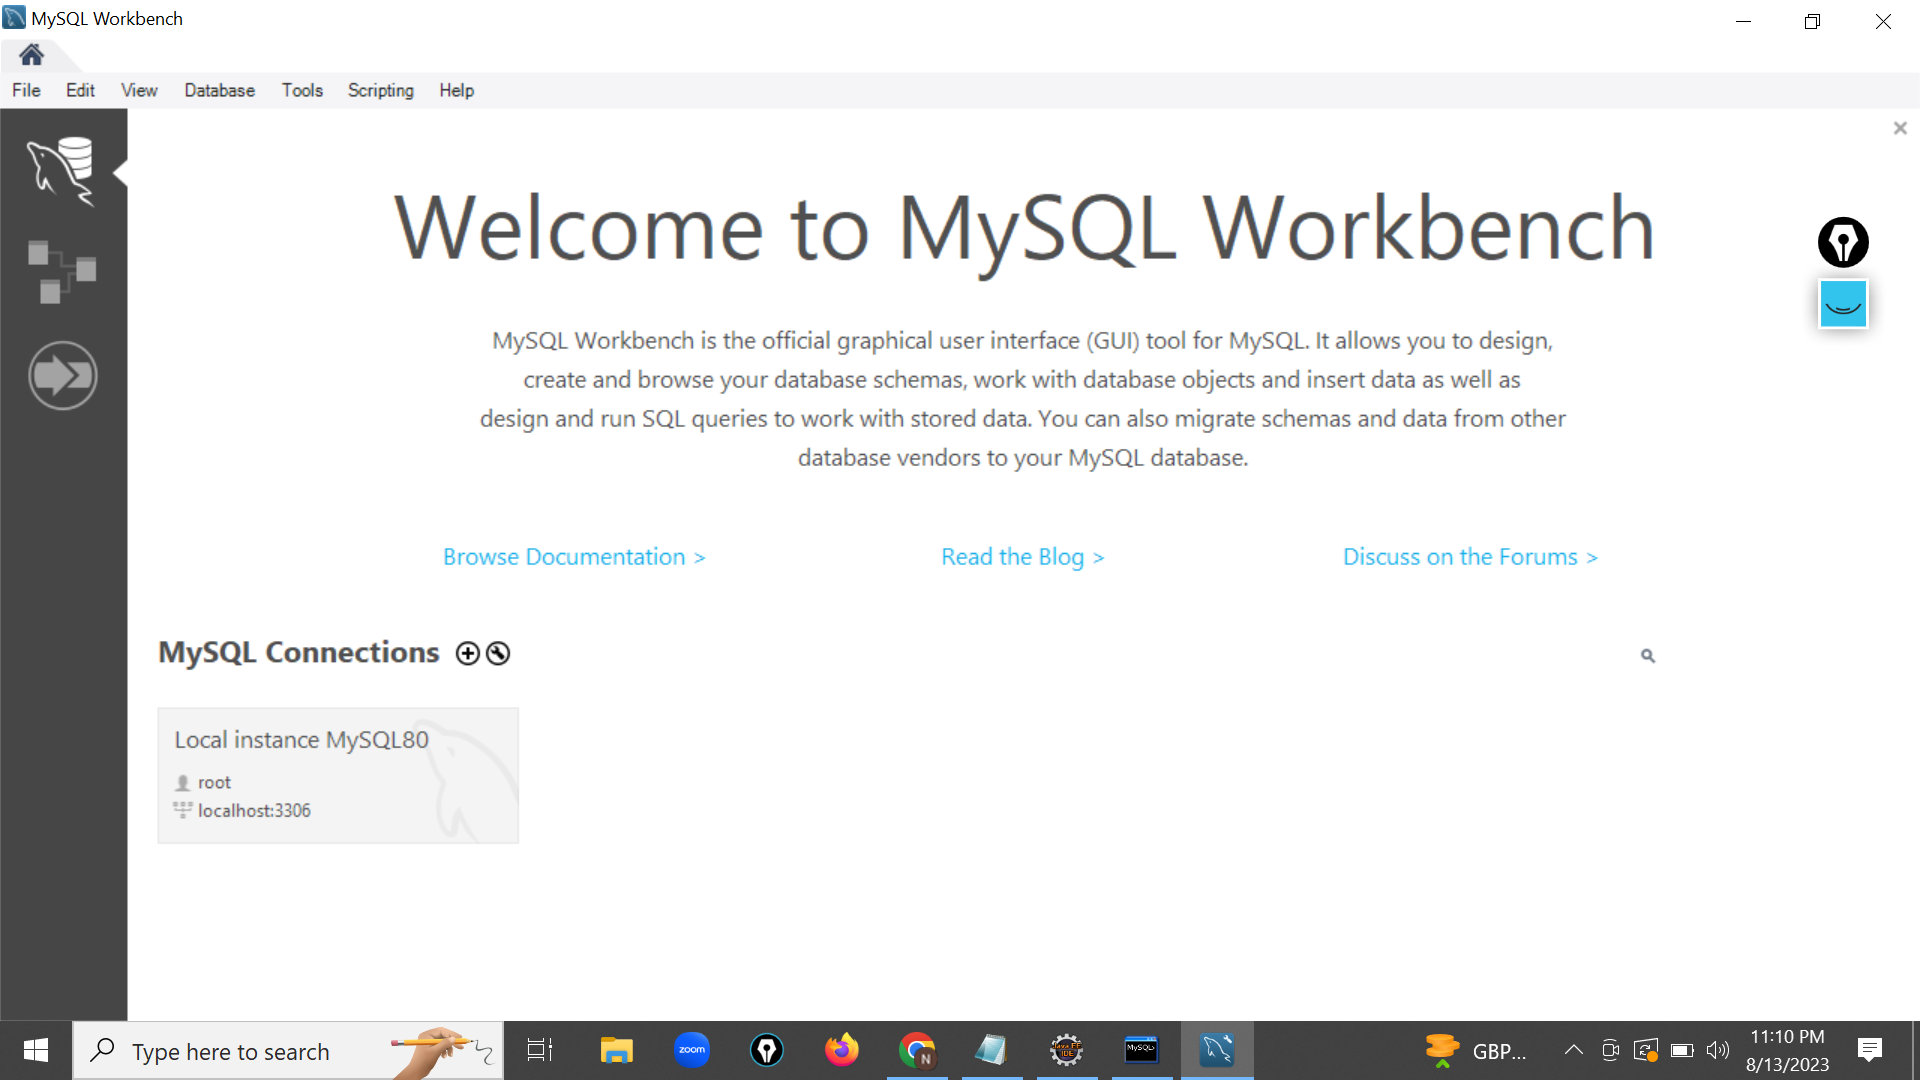 MySQL Workbench
File Edit View Database Tools Scripting Help
Welcome to MySQL Workbench
MySQL Workbench is the official graphical user interface (GUI) tool for MySQL. It allows you to design,
create and browse your database schemas, work with database objects and insert data as well as
design and run SQL queries to work with stored data. You can also migrate schemas and data from other
database vendors to your MySQL database.
Browse Documentation > Read the Blog > Discuss on the Forums >
MySQL Connections
Local instance MySQL80
root
localhost:3306
Type here to search
zoom
N
Java EE
IDE
MySQL>
GBP...
11:10 PM
8/13/2023